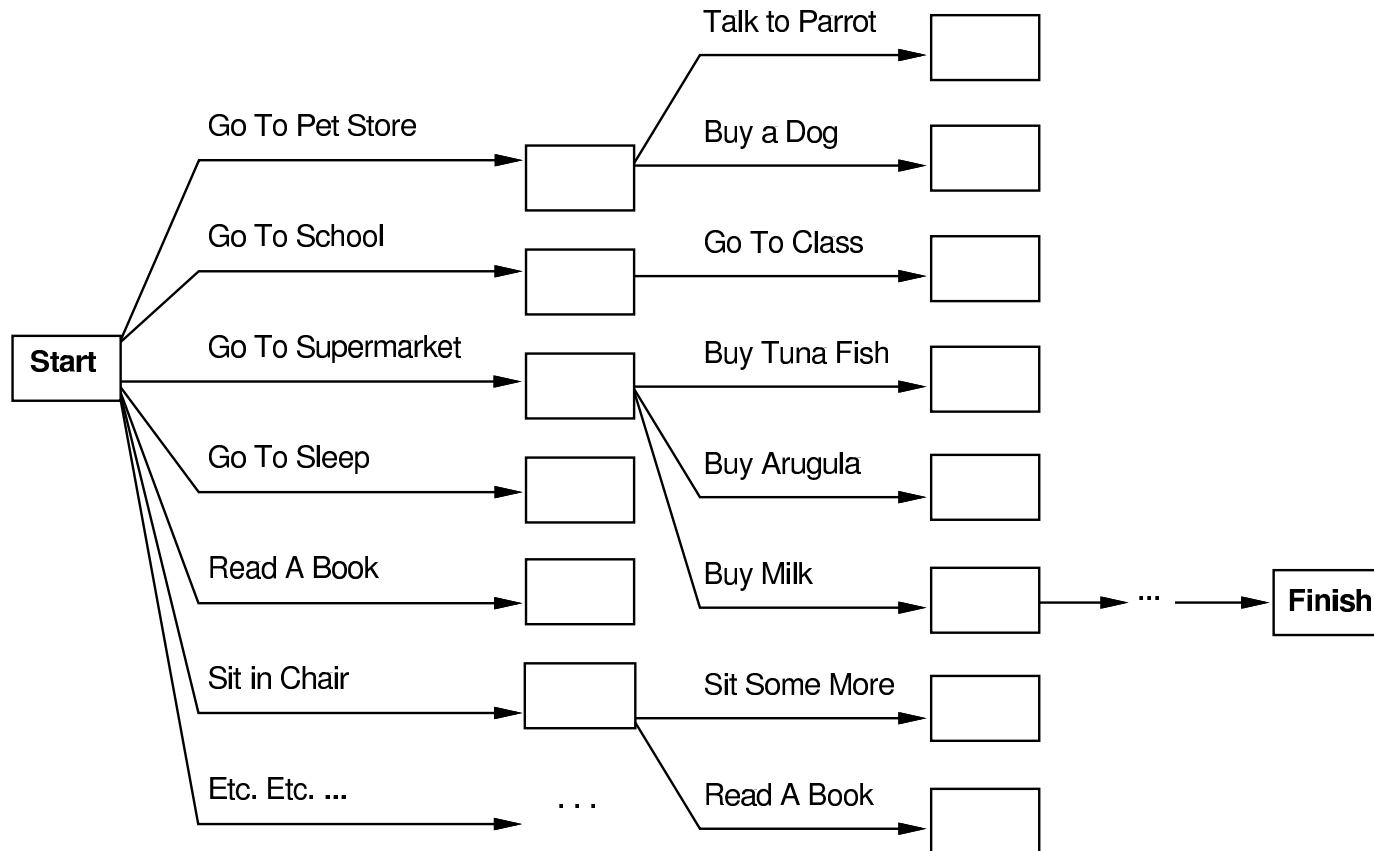 Talk to Parrot
Go To Pet Store
Buy a Dog
Go To School
Go To Class
Start
Go To Supermarket
Buy Tuna Fish
Go To Sleep
Buy Arugula
Read A Book
Buy Milk
...
Finish
Sit in Chair
Sit Some More
Etc. Etc. ...
. . .
Read A Book